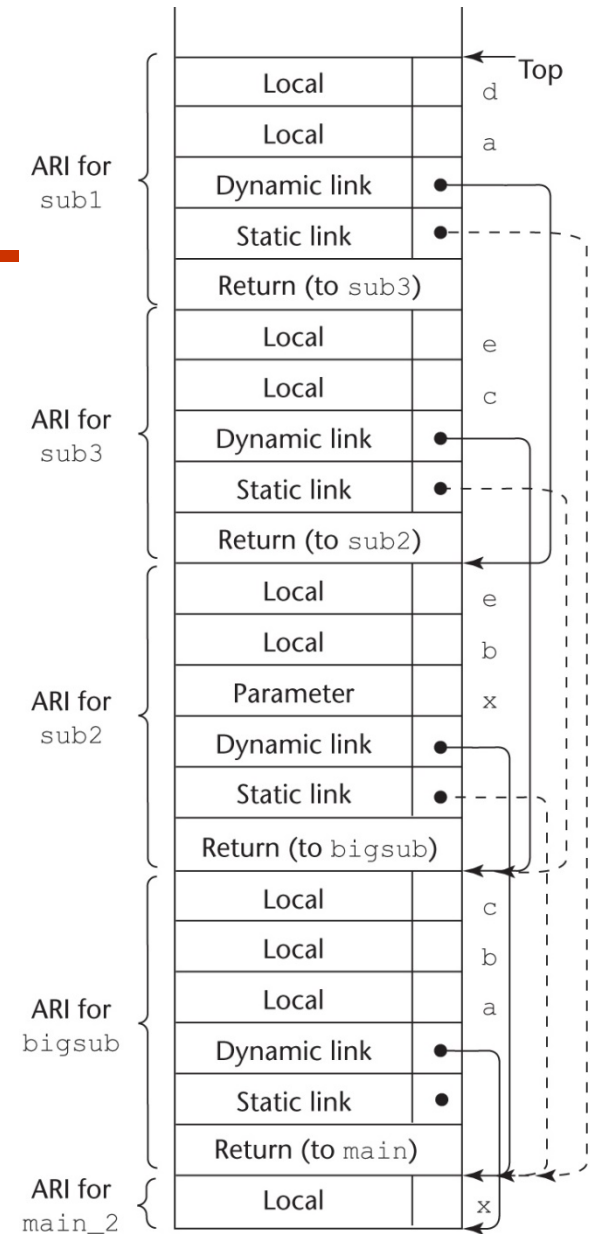 Top
Local d
Local a
ARI for
sub1
Dynamic link
Static link
Return (to sub3)
Local e
Local c
ARI for
sub3
Dynamic link
Static link
Return (to sub2)
Local e
Local b
ARI for
sub2
Parameter x
Dynamic link
Static link
Return (to bigsub)
Local c
Local b
Local a
ARI for
bigsub
Dynamic link
Static link
Return (to main)
ARI for
main_2
Local x